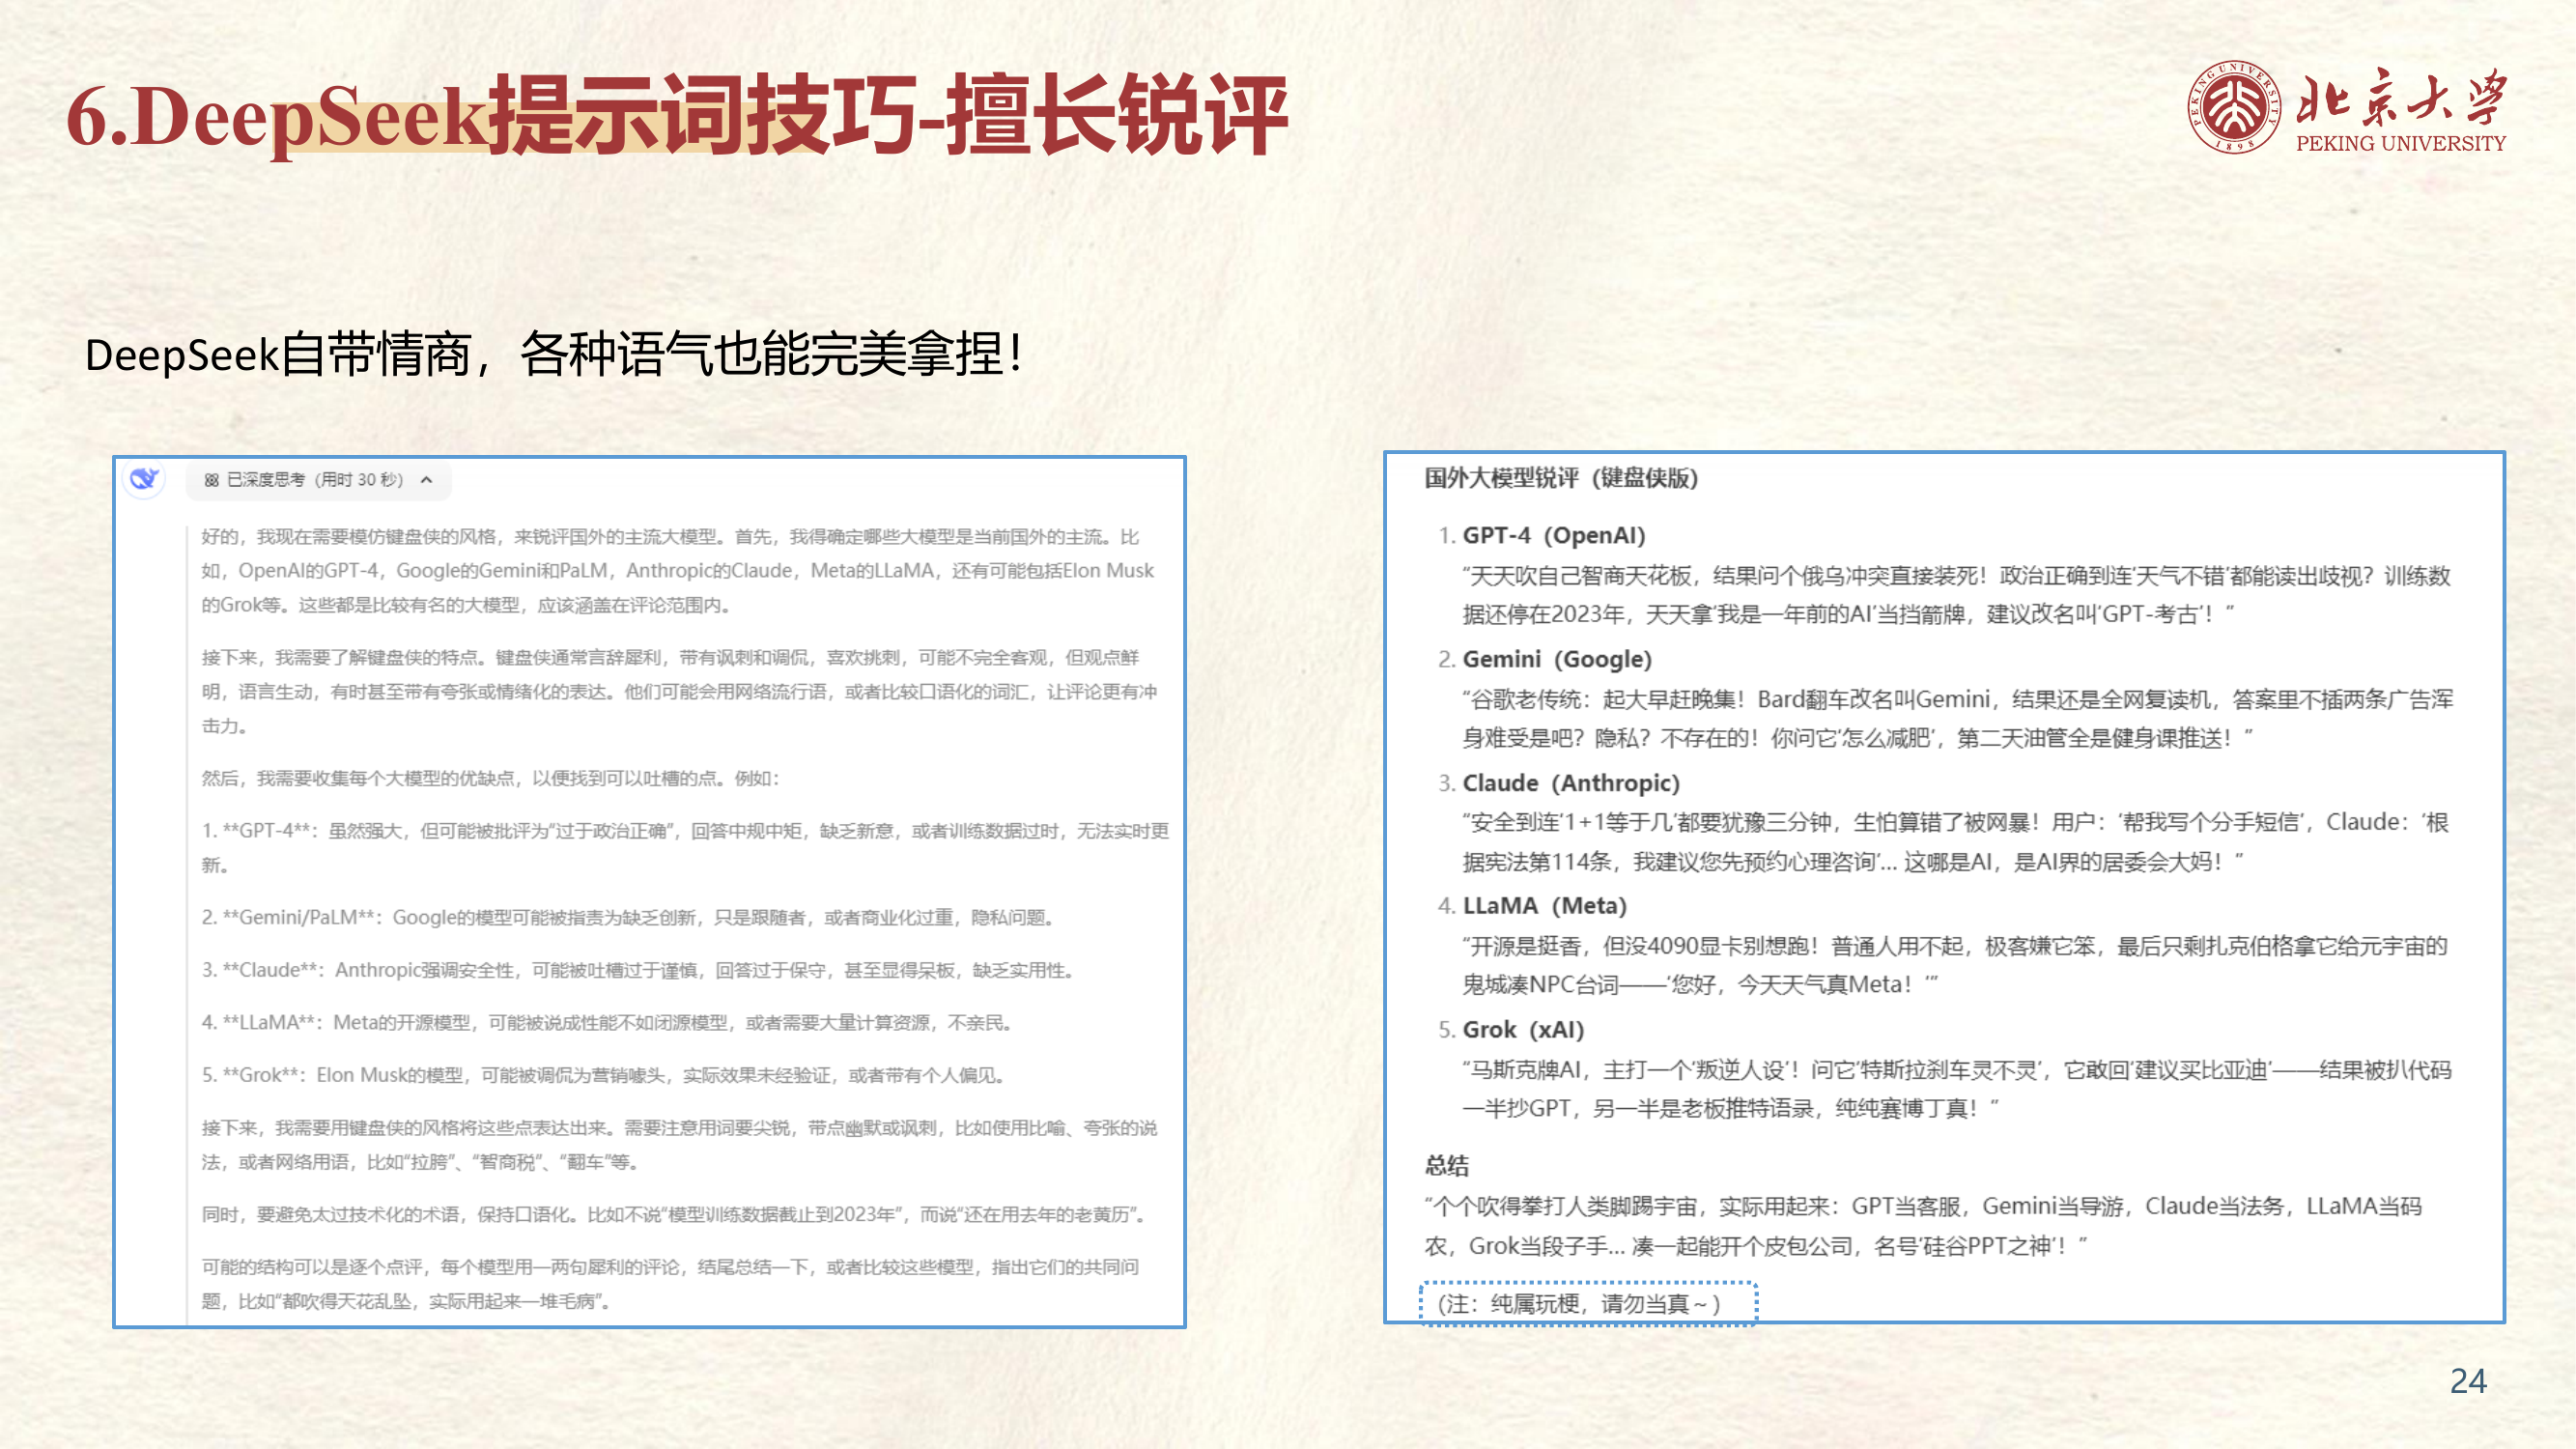 6.DeepSeek提示词技巧-擅长锐评
PEKING UNIVERSITY
1898
北京大学
PEKING UNIVERSITY
DeepSeek自带情商，各种语气也能完美拿捏！
已深度思考（用时 30 秒）
好的，我现在需要模仿键盘侠的风格，来锐评国外的主流大模型。首先，我得确定哪些大模型是当前国外的主流。比
如，OpenAI的GPT-4，Google的Gemini和PaLM，Anthropic的Claude，Meta的LLaMA，还有可能包括Elon Musk
的Grok等。这些都是比较有名的大模型，应该涵盖在评论范围内。
接下来，我需要了解键盘侠的特点。键盘侠通常言辞犀利，带有讽刺和调侃，喜欢挑刺，可能不完全客观，但观点鲜
明，语言生动，有时甚至带有夸张或情绪化的表达。他们可能会用网络流行语，或者比较口语化的词汇，让评论更有冲
击力。
然后，我需要收集每个大模型的优缺点，以便找到可以吐槽的点。例如：
1. **GPT-4**：虽然强大，但可能被批评为“过于政治正确”，回答中规中矩，缺乏新意，或者训练数据过时，无法实时更
新。
2. **Gemini/PaLM**：Google的模型可能被指责为缺乏创新，只是跟随者，或者商业化过重，隐私问题。
3. **Claude**：Anthropic强调安全性，可能被吐槽过于谨慎，回答过于保守，甚至显得呆板，缺乏实用性。
4. **LLaMA**：Meta的开源模型，可能被说成性能不如闭源模型，或者需要大量计算资源，不亲民。
5. **Grok**：Elon Musk的模型，可能被调侃为营销噱头，实际效果未经验证，或者带有个人偏见。
接下来，我需要用键盘侠的风格将这些点表达出来。需要注意用词要尖锐，带点幽默或讽刺，比如使用比喻、夸张的说
法，或者网络用语，比如“拉胯”、“智商税”、“翻车”等。
同时，要避免太过技术化的术语，保持口语化。比如不说“模型训练数据截止到2023年”，而说“还在用去年的老黄历”。
可能的结构可以是逐个点评，每个模型用一两句犀利的评论，结尾总结一下，或者比较这些模型，指出它们的共同问
题，比如“都吹得天花乱坠，实际用起来一堆毛病”。
国外大模型锐评（键盘侠版）
1. GPT-4（OpenAI）
“天天吹自己智商天花板，结果问个俄乌冲突直接装死！政治正确到连‘天气不错’都能读出歧视？训练数
据还停在2023年，天天拿‘我是一年前的AI’当挡箭牌，建议改名叫‘GPT-考古’！”
2. Gemini（Google）
“谷歌老传统：起大早赶晚集！Bard翻车改名叫Gemini，结果还是全网复读机，答案里不插两条广告浑
身难受是吧？隐私？不存在的！你问它‘怎么减肥’，第二天油管全是健身课推送！”
3. Claude（Anthropic）
“安全到连‘1+1等于几’都要犹豫三分钟，生怕算错了被网暴！用户：‘帮我写个分手短信’，Claude：‘根
据宪法第114条，我建议您先预约心理咨询’... 这哪是AI，是AI界的居委会大妈！”
4. LLaMA（Meta）
“开源是挺香，但没4090显卡别想跑！普通人用不起，极客嫌它笨，最后只剩扎克伯格拿它给元宇宙的
鬼城凑NPC台词——‘您好，今天天气真Meta！’”
5. Grok（xAI）
“马斯克牌AI，主打一个‘叛逆人设’！问它‘特斯拉刹车灵不灵’，它敢回‘建议买比亚迪’——结果被扒代码
一半抄GPT，另一半是老板推特语录，纯纯赛博丁真！”
总结
“个个吹得拳打人类脚踢宇宙，实际用起来：GPT当客服，Gemini当导游，Claude当法务，LLaMA当码
农，Grok当段子手... 凑一起能开个皮包公司，名号‘硅谷PPT之神’！”
（注：纯属玩梗，请勿当真～）
24